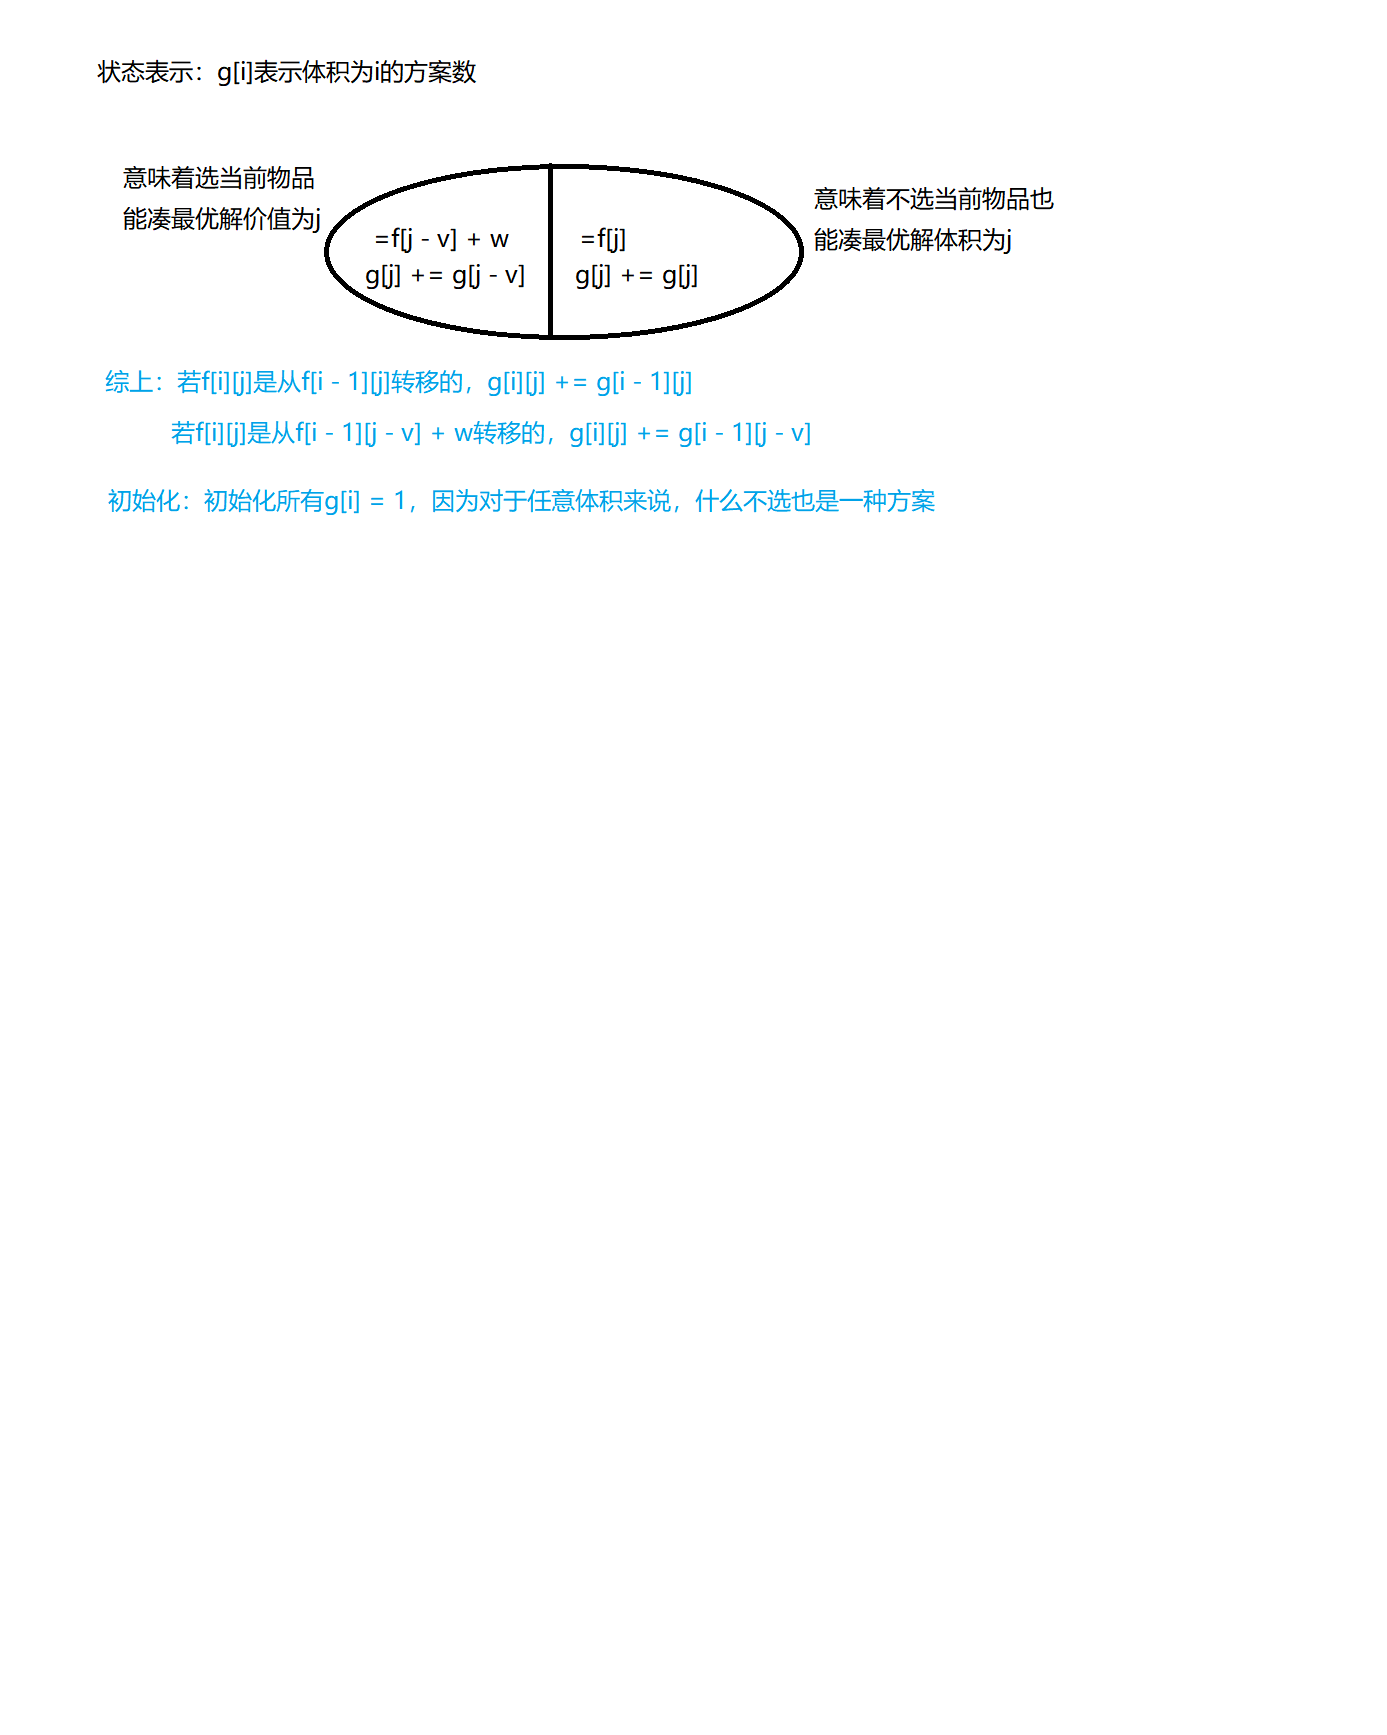 状态表示：g[i]表示体积为i的方案数
意味着选当前物品
能凑最优解价值为j
=f[j - v] + w
g[j] += g[j - v]
=f[j]
g[j] += g[j]
意味着不选当前物品也
能凑最优解体积为j
综上：若f[i][j]是从f[i - 1][j]转移的，g[i][j] += g[i - 1][j]
若f[i][j]是从f[i - 1][j - v] + w转移的，g[i][j] += g[i - 1][j - v]
初始化：初始化所有g[i] = 1，因为对于任意体积来说，什么不选也是一种方案